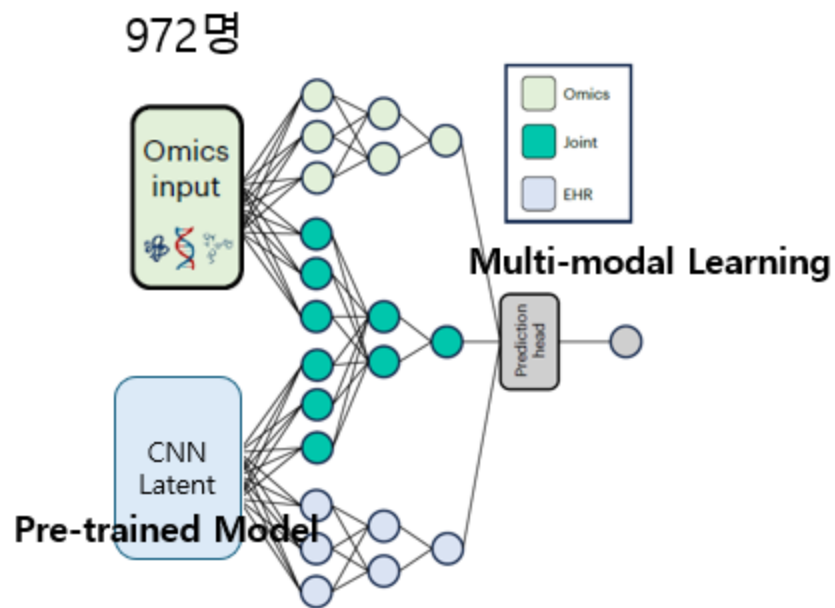 972명
Omics
input
Omics
Joint
EHR
Multi-modal Learning
Prediction
head
CNN
Latent
Pre-trained Model